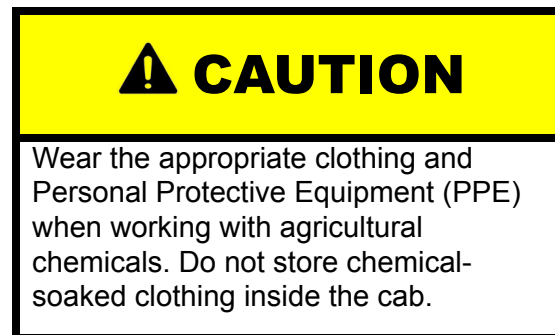 CAUTION
Wear the appropriate clothing and
Personal Protective Equipment (PPE)
when working with agricultural
chemicals. Do not store chemical-
soaked clothing inside the cab.